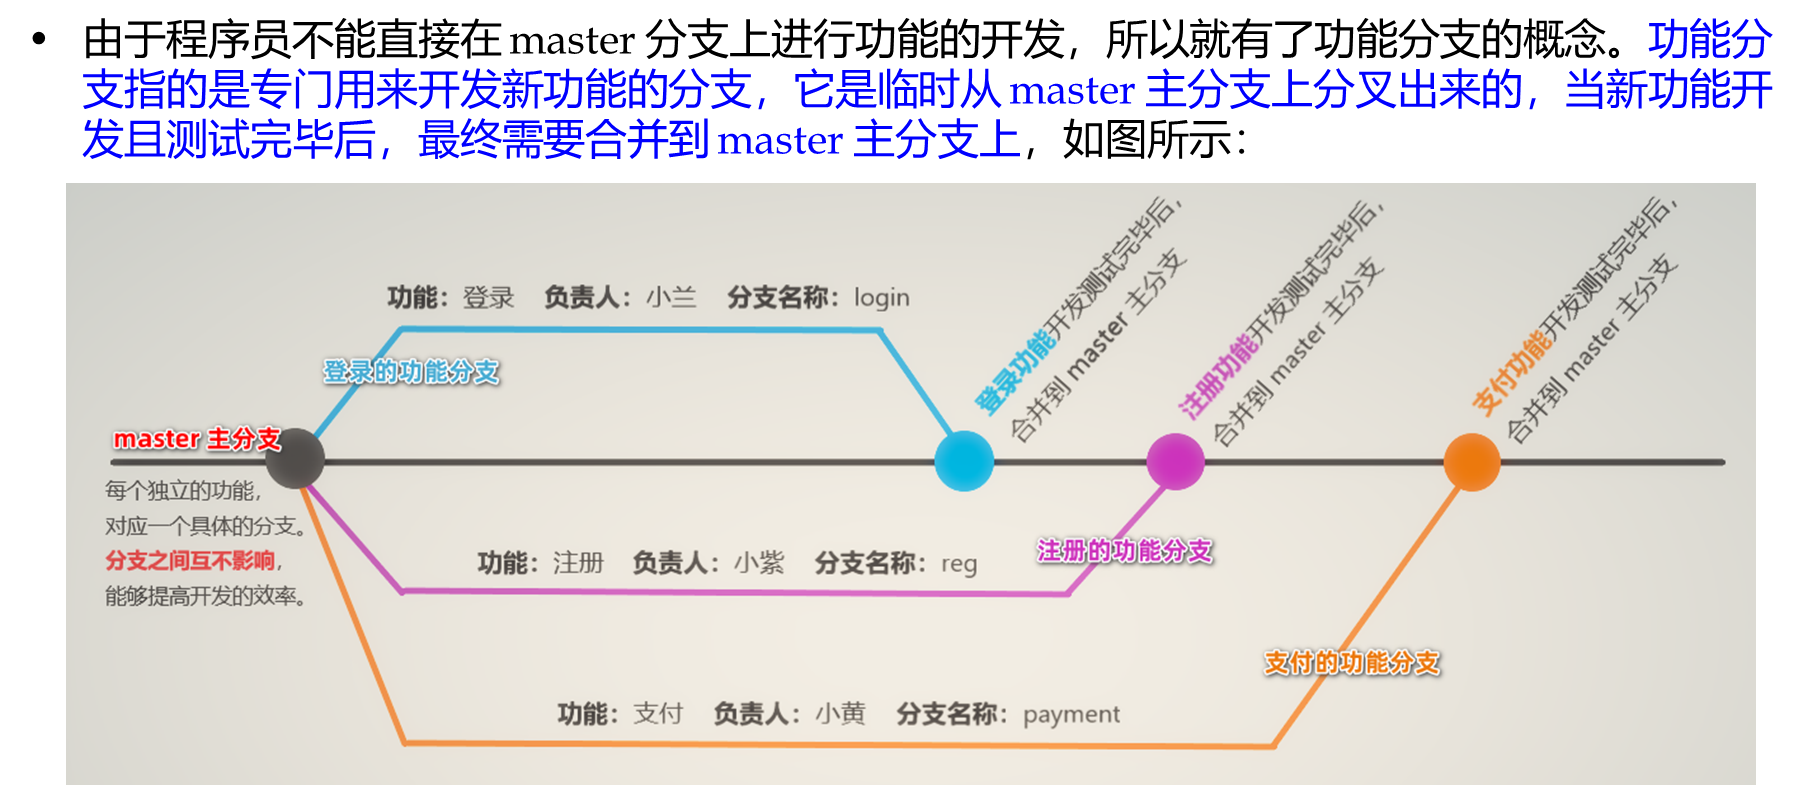 • 由于程序员不能直接在 master 分支上进行功能的开发，所以就有了功能分支的概念。功能分
支指的是专门用来开发新功能的分支，它是临时从 master 主分支上分叉出来的，当新功能开
发且测试完毕后，最终需要合并到 master 主分支上，如图所示：
功能：登录 负责人：小兰 分支名称：login
登录的功能分支
登录功能开发测试完毕后，
合并到 master 主分支
注册功能开发测试完毕后，
合并到 master 主分支
支付功能开发测试完毕后，
合并到 master 主分支
master 主分支
每个独立的功能，
对应一个具体的分支。
分支之间互不影响，
能够提高开发的效率。
功能：注册 负责人：小紫 分支名称：reg
注册的功能分支
支付的功能分支
功能：支付 负责人：小黄 分支名称：payment